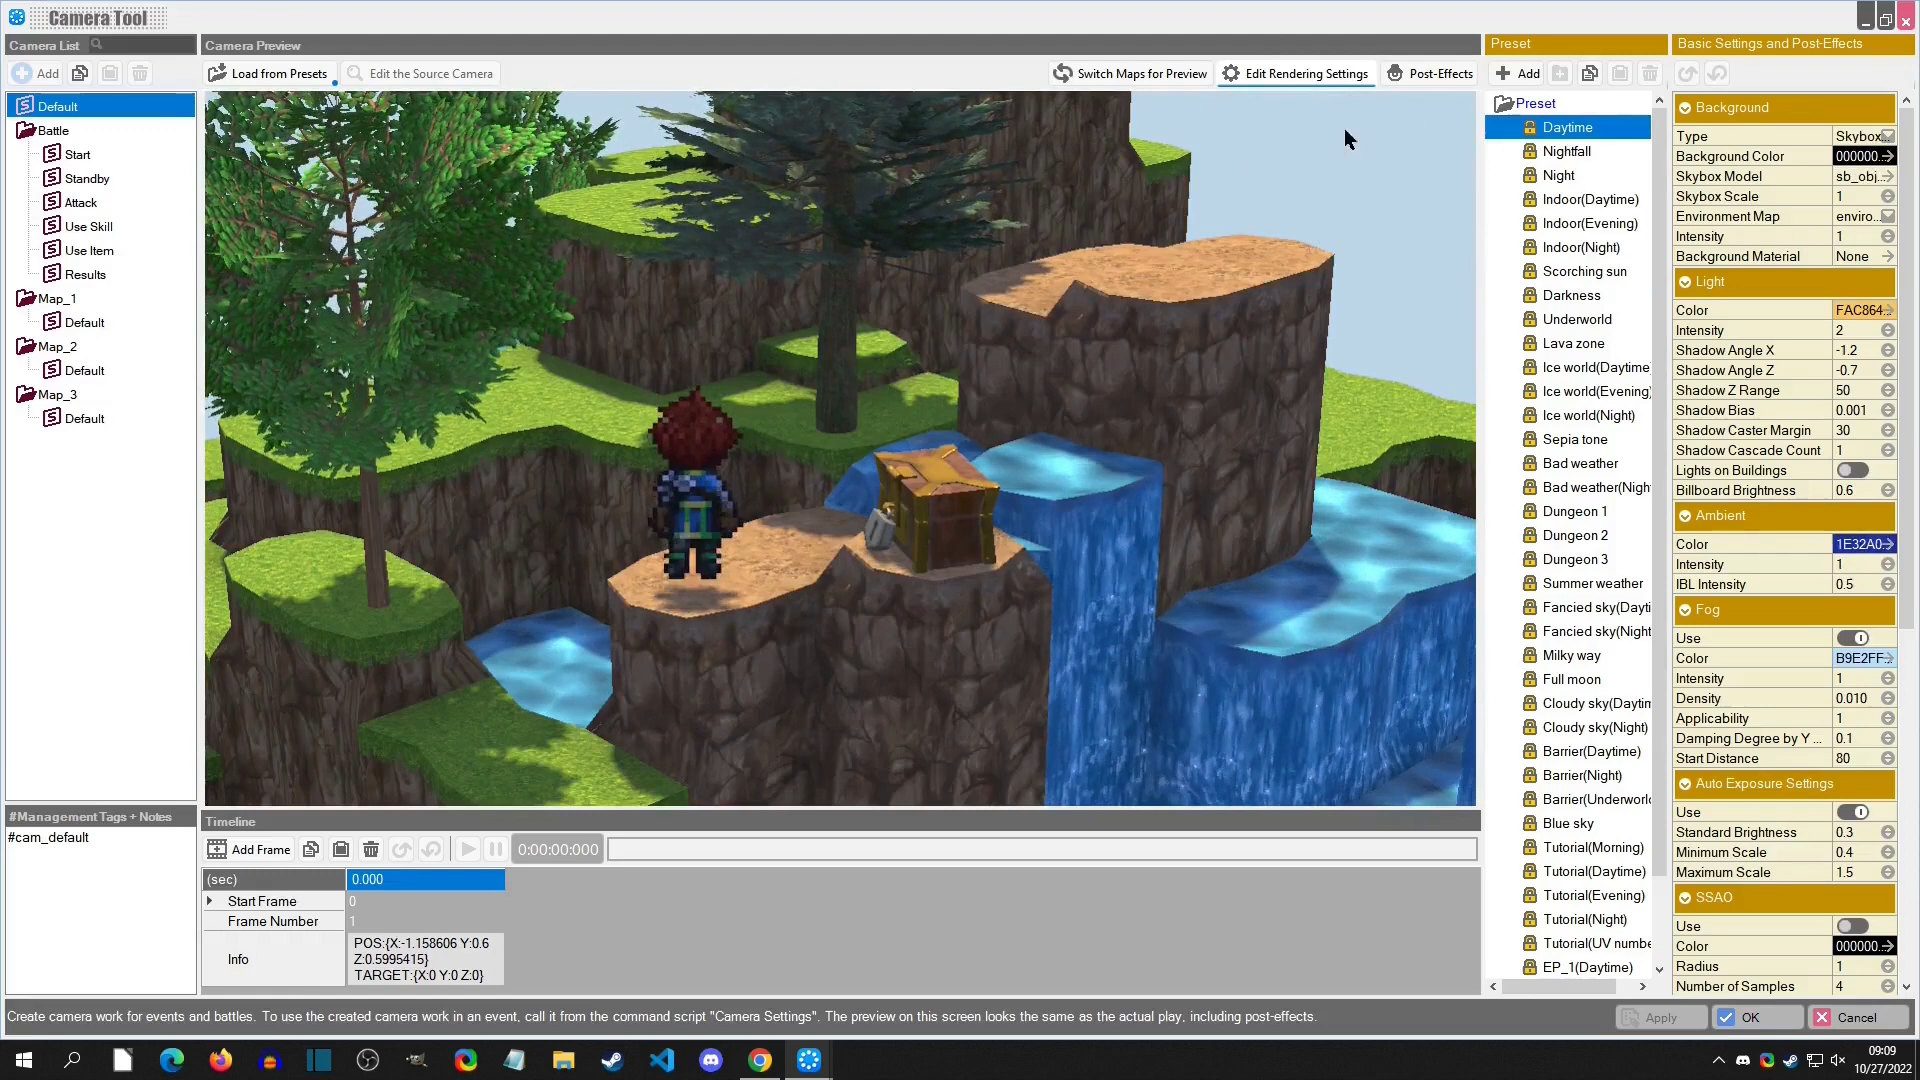 Camera Tool
Camera List
Add
Default
Battle
Start
Standby
Attack
Use Skill
Use Item
Results
Map_1
Default
Map_2
Default
Map_3
Default
#Management Tags + Notes
#cam_default
Camera Preview
Load from Presets
Edit the Source Camera
Switch Maps for Preview
Edit Rendering Settings
Post-Effects
Timeline
Add Frame
0:00:00:000
(sec) 0.000
Start Frame 0
Frame Number 1
Info
POS:{X:-1.158606 Y:0.6
Z:0.5995415}
TARGET:{X:0 Y:0 Z:0}
Preset
Add
Preset
Daytime
Nightfall
Night
Indoor(Daytime)
Indoor(Evening)
Indoor(Night)
Scorching sun
Darkness
Underworld
Lava zone
Ice world(Daytime
Ice world(Evening)
Ice world(Night)
Sepia tone
Bad weather
Bad weather(Nigh
Dungeon 1
Dungeon 2
Dungeon 3
Summer weather
Fancied sky(Dayti
Fancied sky(Night
Milky way
Full moon
Cloudy sky(Daytim
Cloudy sky(Night)
Barrier(Daytime)
Barrier(Night)
Barrier(Underworl
Blue sky
Tutorial(Morning)
Tutorial(Daytime)
Tutorial(Evening)
Tutorial(Night)
Tutorial(UV numbe
EP_1(Daytime)
Basic Settings and Post-Effects
Background
Type Skybox
Background Color 000000...
Skybox Model sb_obj...
Skybox Scale 1
Environment Map enviro...
Intensity 1
Background Material None
Light
Color FAC864...
Intensity 2
Shadow Angle X -1.2
Shadow Angle Z -0.7
Shadow Z Range 50
Shadow Bias 0.001
Shadow Caster Margin 30
Shadow Cascade Count 1
Lights on Buildings
Billboard Brightness 0.6
Ambient
Color 1E32A0...
Intensity 1
IBL Intensity 0.5
Fog
Use
Color B9E2FF...
Intensity 1
Density 0.010
Applicability 1
Damping Degree by Y ... 0.1
Start Distance 80
Auto Exposure Settings
Use
Standard Brightness 0.3
Minimum Scale 0.4
Maximum Scale 1.5
SSAO
Use
Color 000000...
Radius 1
Number of Samples 4
Create camera work for events and battles. To use the created camera work in an event, call it from the command script "Camera Settings". The preview on this screen looks the same as the actual play, including post-effects.
Apply
OK
Cancel
09:09
10/27/2022